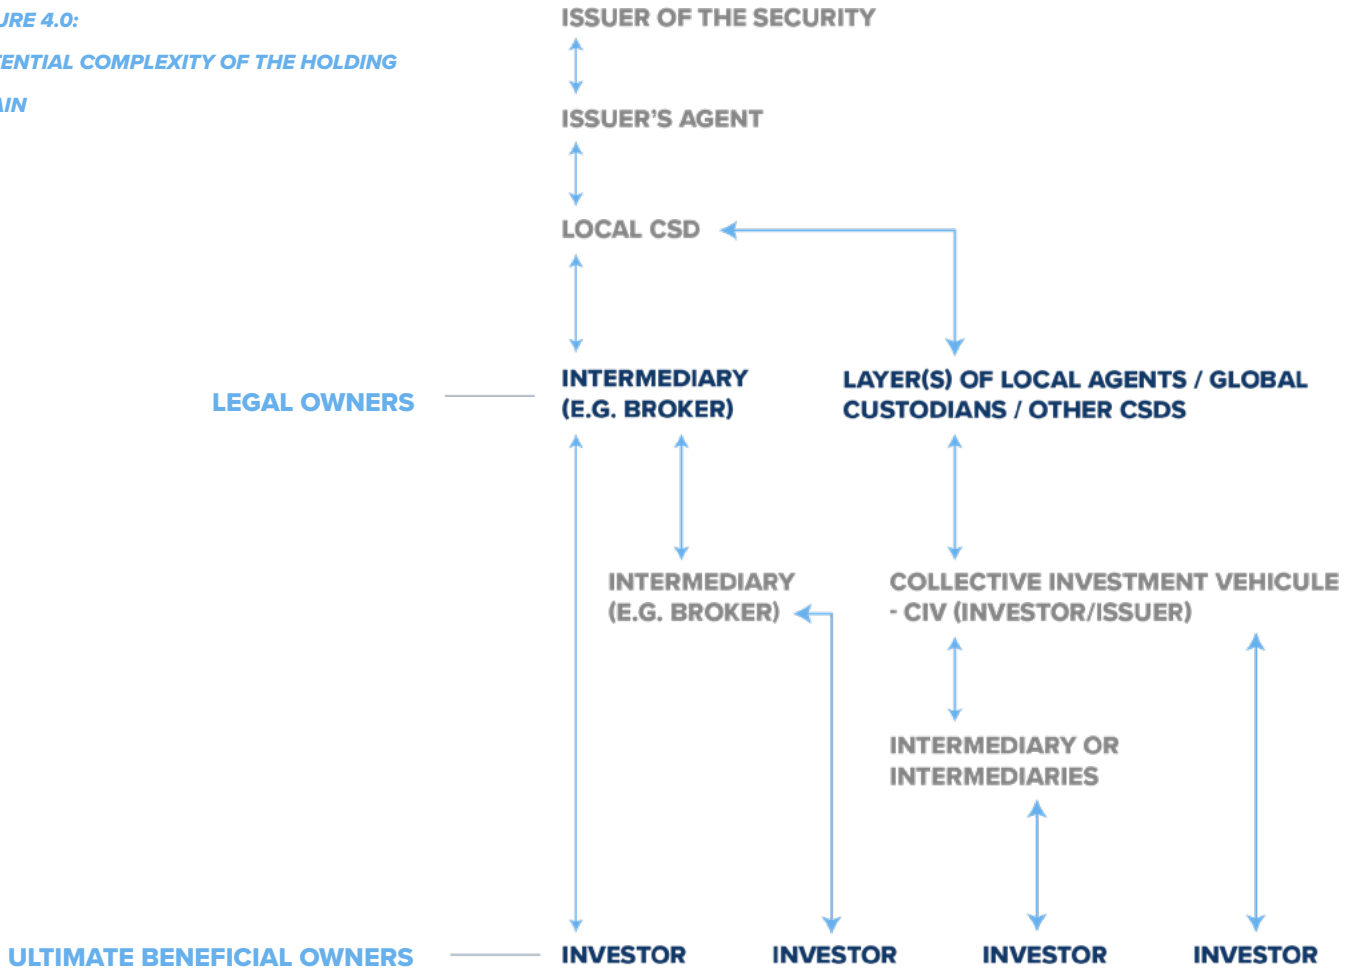 URE 4.0:
TENTIAL COMPLEXITY OF THE HOLDING
AIN
ISSUER OF THE SECURITY
ISSUER'S AGENT
LOCAL CSD
LEGAL OWNERS
INTERMEDIARY
(E.G. BROKER)
LAYER(S) OF LOCAL AGENTS / GLOBAL
CUSTODIANS / OTHER CSDS
INTERMEDIARY
(E.G. BROKER)
COLLECTIVE INVESTMENT VEHICULE
- CIV (INVESTOR/ISSUER)
INTERMEDIARY OR
INTERMEDIARIES
ULTIMATE BENEFICIAL OWNERS
INVESTOR
INVESTOR
INVESTOR
INVESTOR